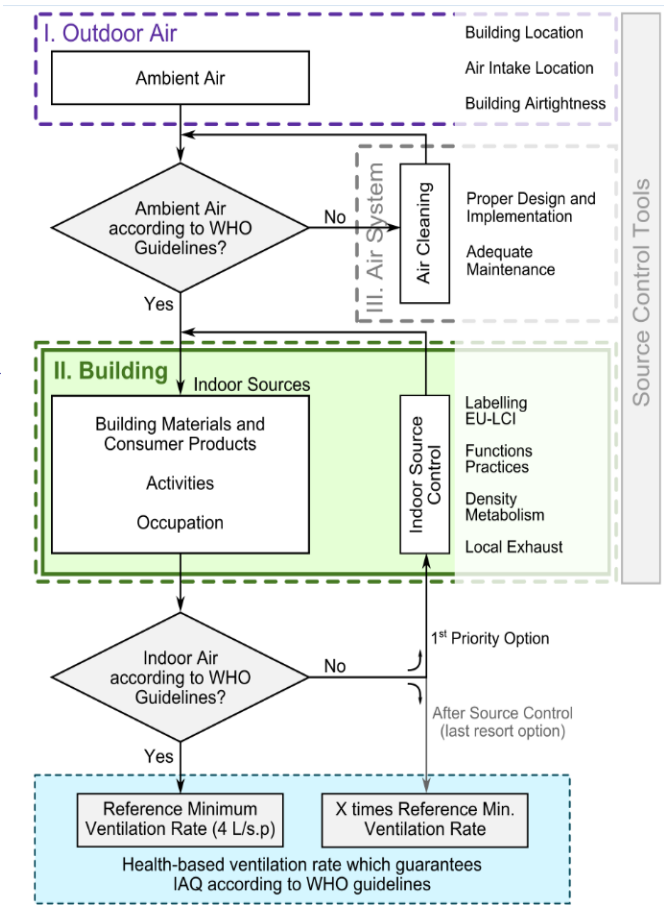 I. Outdoor Air
Ambient Air
Building Location
Air Intake Location
Building Airtightness
Source Control Tools
Ambient Air
according to WHO
Guidelines?
No
Yes
III. Air System
Air Cleaning
Proper Design and
Implementation
Adequate
Maintenance
II. Building
Indoor Sources
Building Materials and
Consumer Products
Activities
Occupation
Indoor Source
Control
Labelling
EU-LCI
Functions
Practices
Density
Metabolism
Local Exhaust
Indoor Air
according to WHO
Guidelines?
No
Yes
1st Priority Option
After Source Control
(last resort option)
Reference Minimum
Ventilation Rate (4 L/s.p)
X times Reference Min.
Ventilation Rate
Health-based ventilation rate which guarantees
IAQ according to WHO guidelines